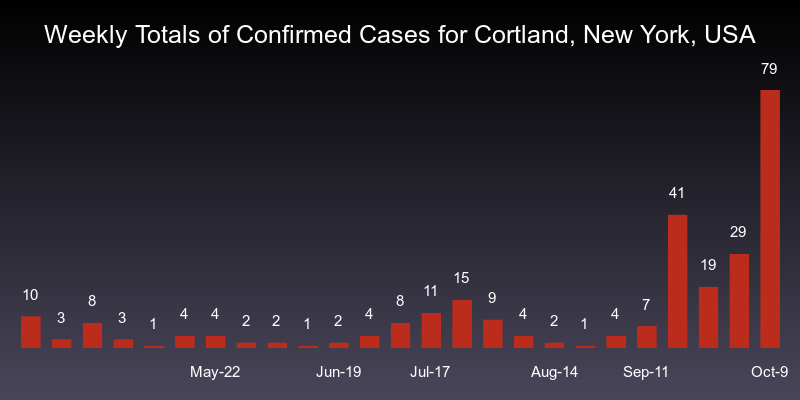 Weekly Totals of Confirmed Cases for Cortland, New York, USA
10 3 8 3 1 4 4 2 2 1 2 4 8 11 15 9 4 2 1 4 7 41 19 29 79
May-22 Jun-19 Jul-17 Aug-14 Sep-11 Oct-9